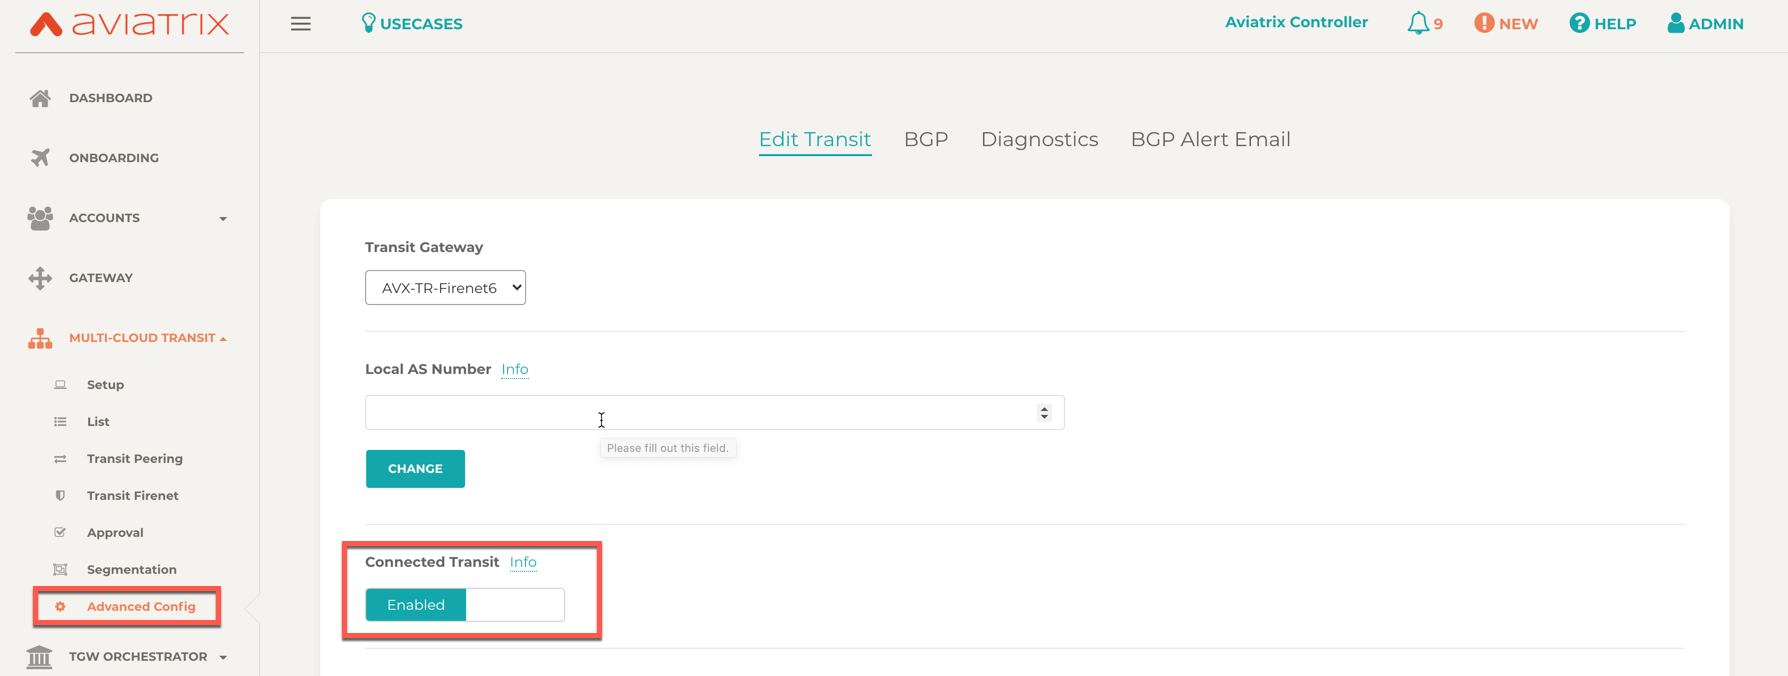 aviatrix
USECASES
Aviatrix Controller
9
NEW
HELP
ADMIN
DASHBOARD
ONBOARDING
ACCOUNTS
GATEWAY
MULTI-CLOUD TRANSIT
Setup
List
Transit Peering
Transit Firenet
Approval
Segmentation
Advanced Config
TGW ORCHESTRATOR
Edit Transit BGP Diagnostics BGP Alert Email
Transit Gateway
AVX-TR-Firenet6
Local AS Number Info
Please fill out this field.
CHANGE
Connected Transit Info
Enabled